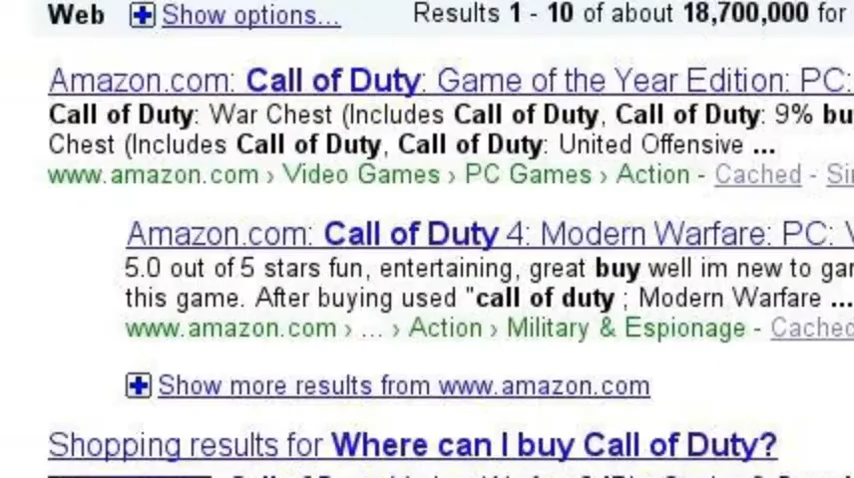 Web Show options... Results 1 - 10 of about 18,700,000 for
Amazon.com: Call of Duty: Game of the Year Edition: PC:
Call of Duty: War Chest (Includes Call of Duty, Call of Duty: 9% bu
Chest (Includes Call of Duty, Call of Duty: United Offensive ...
www.amazon.com › Video Games › PC Games › Action - Cached - Si
Amazon.com: Call of Duty 4: Modern Warfare: PC: V
5.0 out of 5 stars fun, entertaining, great buy well im new to gar
this game. After buying used "call of duty ; Modern Warfare ...
www.amazon.com › ... › Action › Military & Espionage - Cached
Show more results from www.amazon.com
Shopping results for Where can I buy Call of Duty?